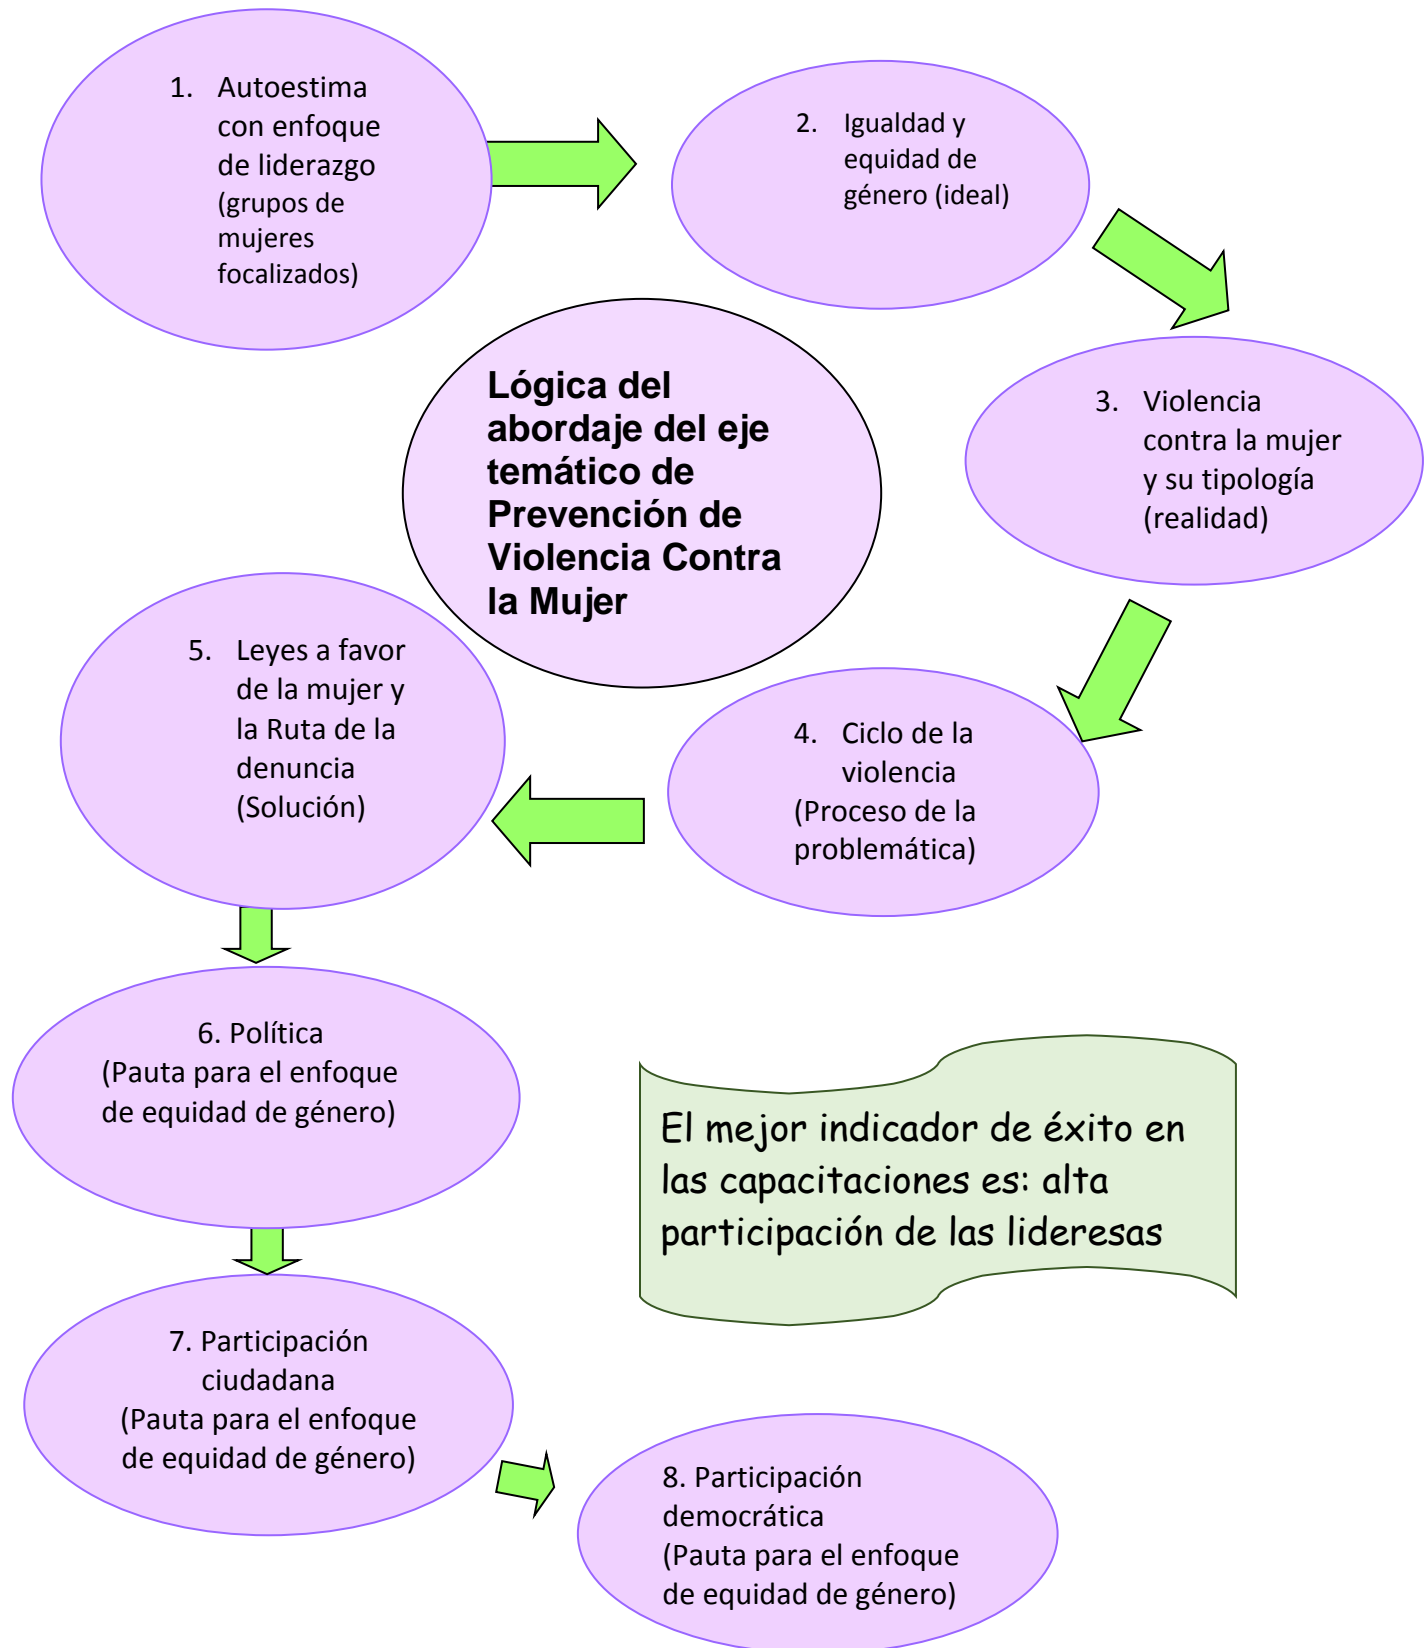 1. Autoestima
con enfoque
de liderazgo
(grupos de
mujeres
focalizados)
2. Igualdad y
equidad de
género (ideal)
3. Violencia
contra la mujer
y su tipología
(realidad)
Lógica del
abordaje del eje
temático de
Prevención de
Violencia Contra
la Mujer
4. Ciclo de la
violencia
(Proceso de la
problemática)
5. Leyes a favor
de la mujer y
la Ruta de la
denuncia
(Solución)
6. Política
(Pauta para el enfoque
de equidad de género)
El mejor indicador de éxito en
las capacitaciones es: alta
participación de las lideresas
7. Participación
ciudadana
(Pauta para el enfoque
de equidad de género)
8. Participación
democrática
(Pauta para el enfoque
de equidad de género)